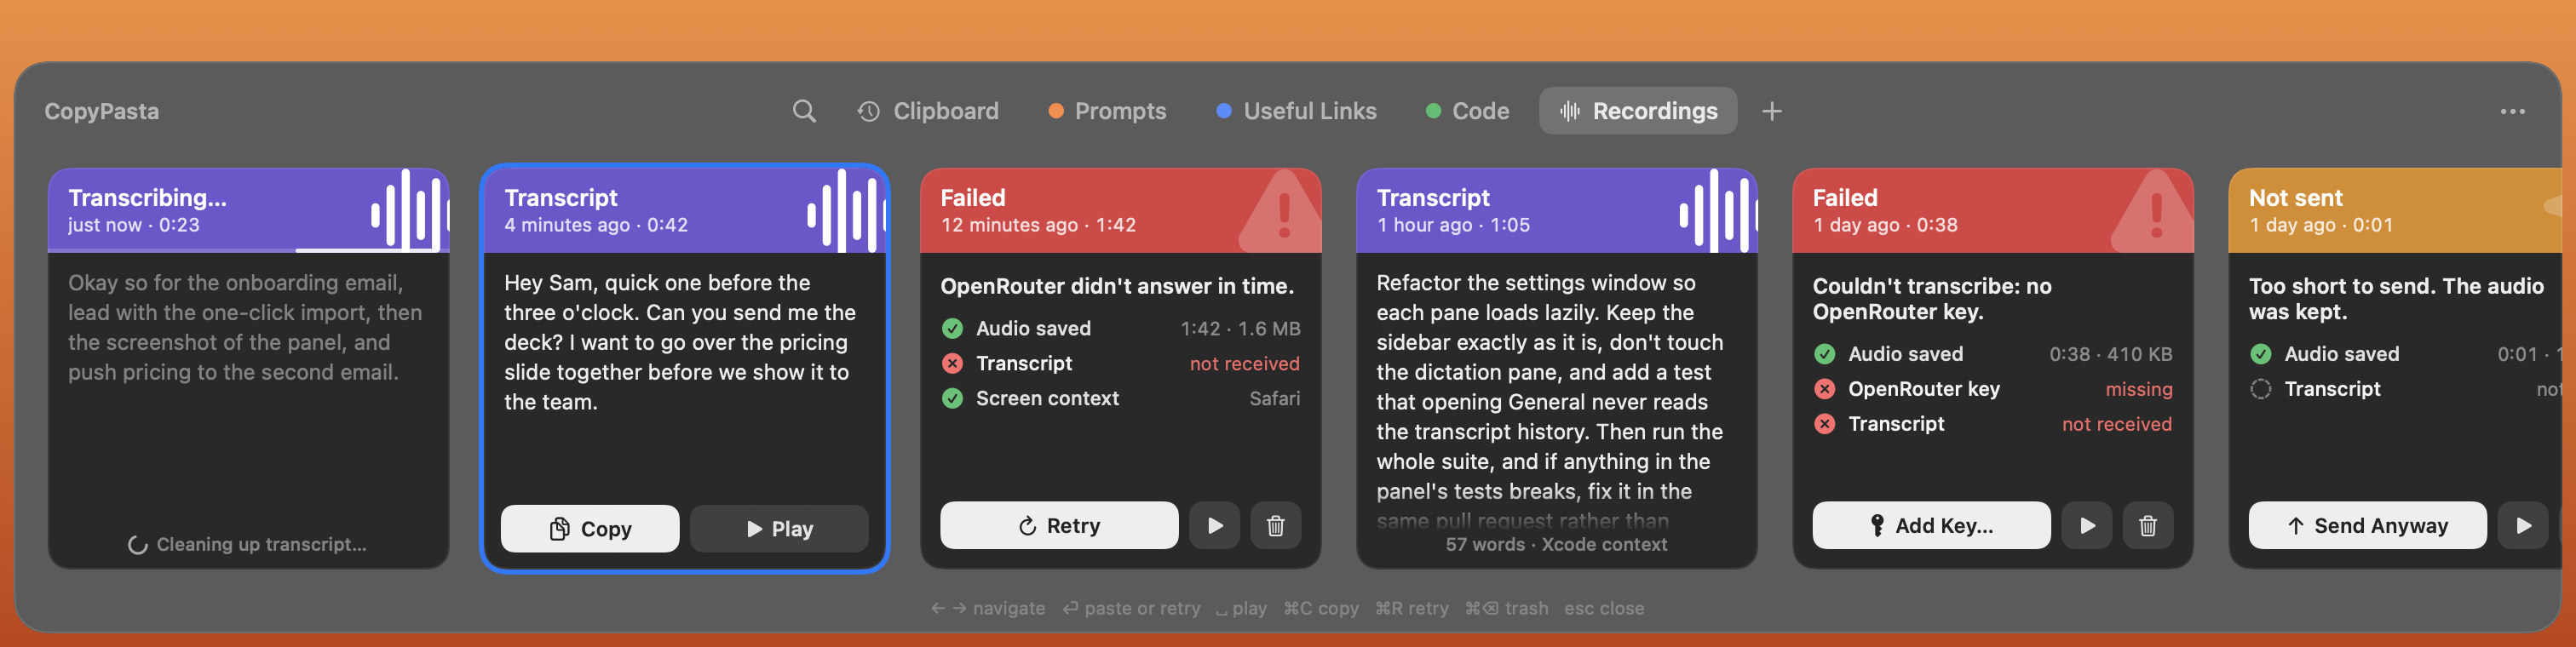 CopyPasta
Clipboard
Prompts
Useful Links
Code
Recordings
Transcribing...
just now · 0:23
Okay so for the onboarding email,
lead with the one-click import, then
the screenshot of the panel, and
push pricing to the second email.
Cleaning up transcript...
Transcript
4 minutes ago · 0:42
Hey Sam, quick one before the
three o'clock. Can you send me the
deck? I want to go over the pricing
slide together before we show it to
the team.
Copy
Play
Failed
12 minutes ago · 1:42
OpenRouter didn't answer in time.
Audio saved 1:42 · 1.6 MB
Transcript not received
Screen context Safari
Retry
Transcript
1 hour ago · 1:05
Refactor the settings window so
each pane loads lazily. Keep the
sidebar exactly as it is, don't touch
the dictation pane, and add a test
that opening General never reads
the transcript history. Then run the
whole suite, and if anything in the
panel's tests breaks, fix it in the
same pull request rather than
57 words · Xcode context
Failed
1 day ago · 0:38
Couldn't transcribe: no
OpenRouter key.
Audio saved 0:38 · 410 KB
OpenRouter key missing
Transcript not received
Add Key...
Not sent
1 day ago · 0:01
Too short to send. The audio
was kept.
Audio saved 0:01 ·
Transcript
Send Anyway
← → navigate ⏎ paste or retry ⎵ play ⌘C copy ⌘R retry ⌘⌫ trash esc close